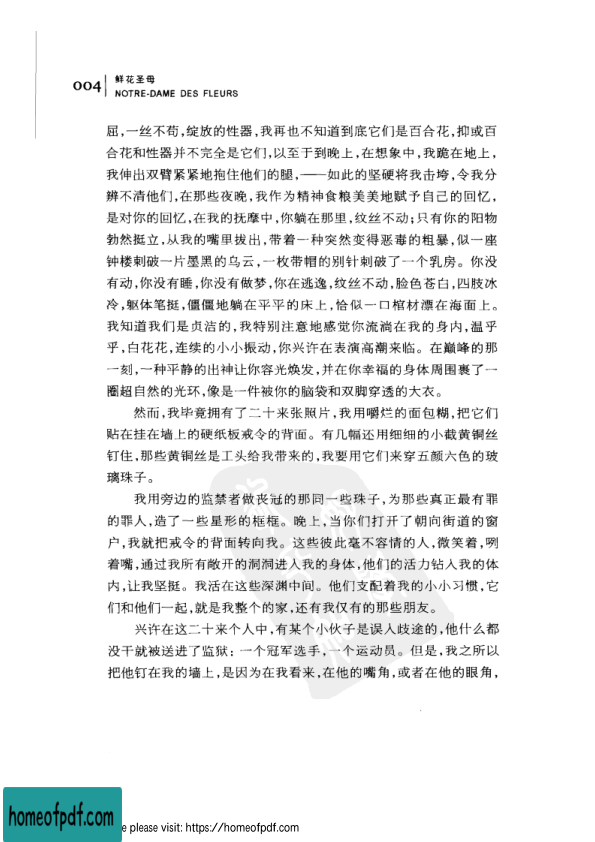 004 鲜花圣母
NOTRE-DAME DES FLEURS
屈,一丝不苟,绽放的性器,我再也不知道到底它们是百合花,抑或百
合花和性器并不完全是它们,以至于到晚上,在想象中,我跪在地上,
我伸出双臂紧紧地抱住他们的腿,——如此的坚硬将我击垮,令我分
辨不清他们,在那些夜晚,我作为精神食粮美美地赋予自己的回忆,
是对你的回忆,在我的抚摩中,你躺在那里,纹丝不动;只有你的阳物
勃然挺立,从我的嘴里拔出,带着一种突然变得恶毒的粗暴,似一座
钟楼刺破一片墨黑的乌云,一枚带帽的别针刺破了一个乳房。你没
有动,你没有睡,你没有做梦,你在逃逸,纹丝不动,脸色苍白,四肢冰
冷,躯体笔挺,僵僵地躺在平平的床上,恰似一口棺材漂在海面上。
我知道我们是贞洁的,我特别注意地感觉你流淌在我的身内,温乎
乎,白花花,连续的小小振动,你兴许在表演高潮来临。在巅峰的那
一刻,一种平静的出神让你容光焕发,并在你幸福的身体周围裹了一
圈超自然的光环,像是一件被你的脑袋和双脚穿透的大衣。
然而,我毕竟拥有了二十来张照片,我用嚼烂的面包糊,把它们
贴在挂在墙上的硬纸板戒令的背面。有几幅还用细细的小截黄铜丝
钉住,那些黄铜丝是工头给我带来的,我要用它们来穿五颜六色的玻
璃珠子。
我用旁边的监禁者做丧冠的那同一些珠子,为那些真正最有罪
的罪人,造了一些星形的框框。晚上,当你们打开了朝向街道的窗
户,我就把戒令的背面转向我。这些彼此毫不容情的人,微笑着,咧
着嘴,通过我所有敞开的洞洞进入我的身体,他们的活力钻入我的体
内,让我坚挺。我活在这些深渊中间。他们支配着我的小小习惯,它
们和他们一起,就是我整个的家,还有我仅有的那些朋友。
兴许在这二十来个人中,有某个小伙子是误入歧途的,他什么都
没干就被送进了监狱:一个冠军选手,一个运动员。但是,我之所以
把他钉在我的墙上,是因为在我看来,在他的嘴角,或者在他的眼角,
homeofpdf.com
e please visit: https://homeofpdf.com